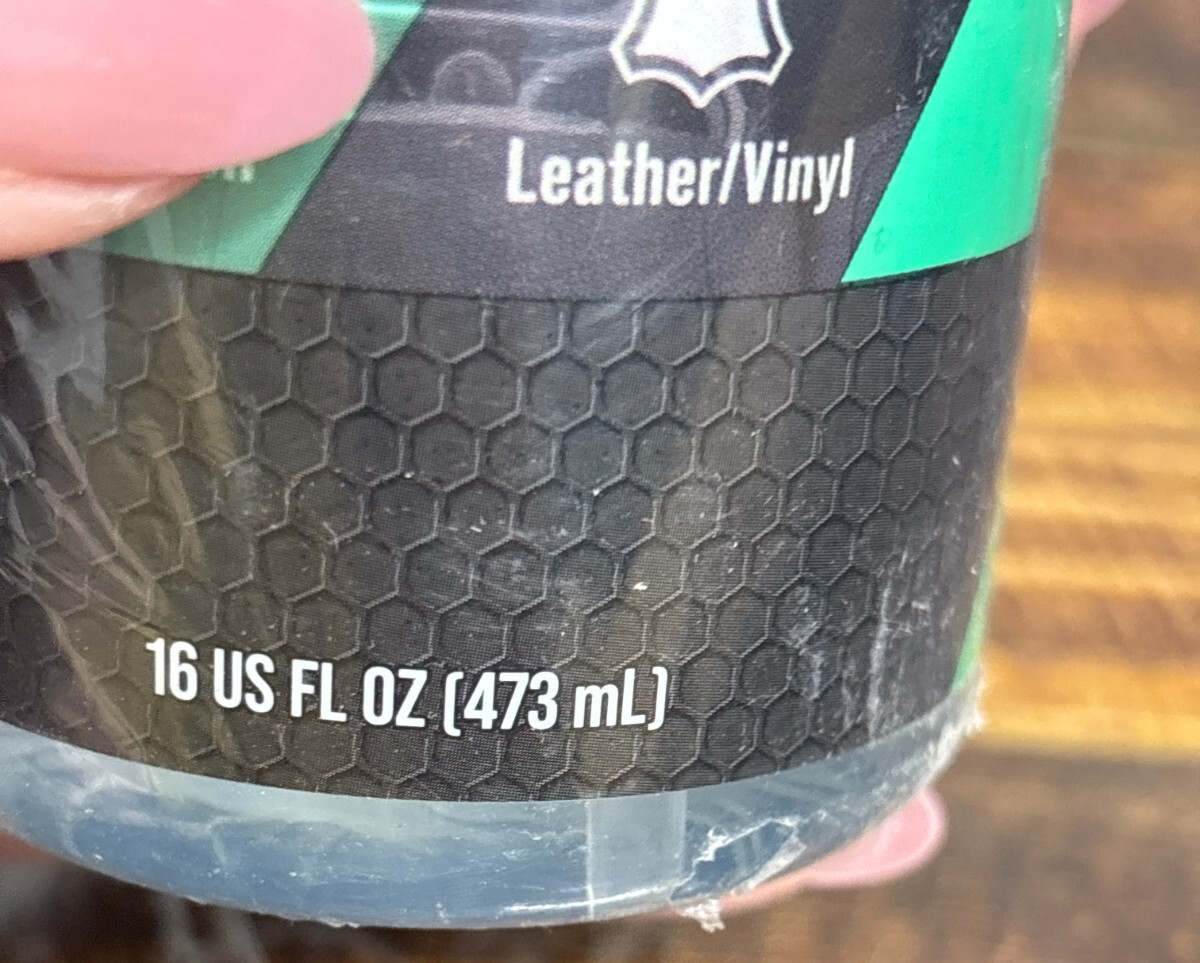 Leather/Vinyl
16 US FL OZ (473 mL)